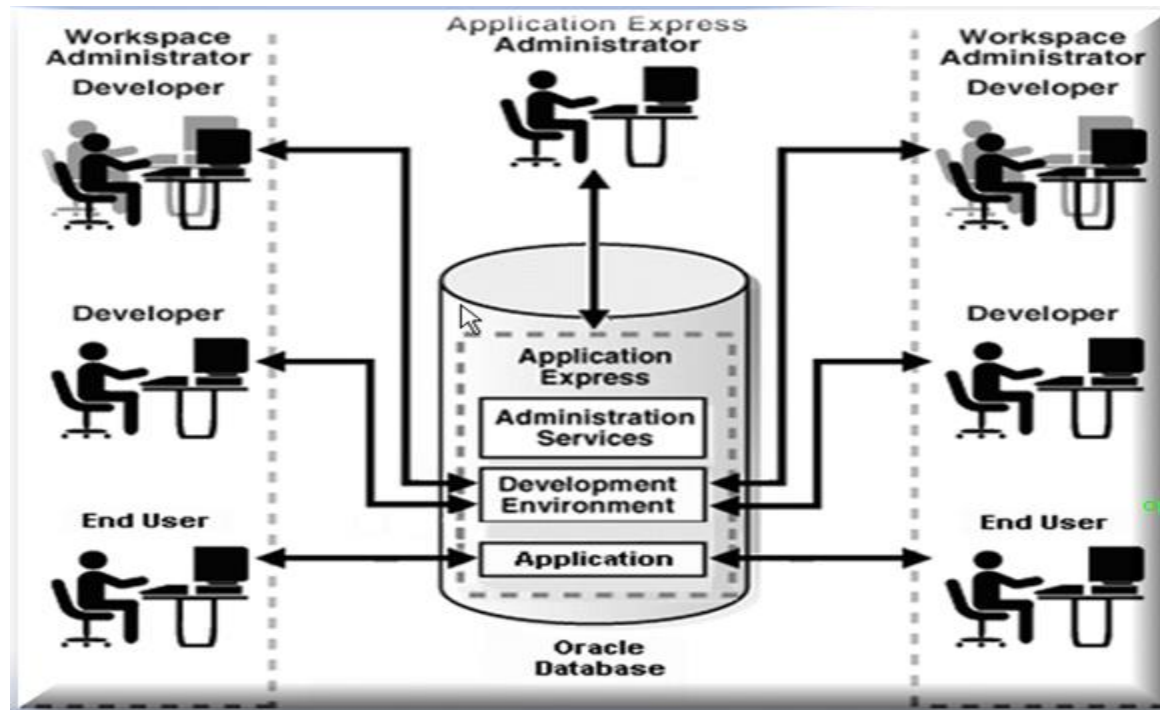 Workspace
Administrator
Developer
Developer
End User
Application Express
Administrator
Application
Express
Administration
Services
Development
Environment
Application
Oracle
Database
Workspace
Administrator
Developer
Developer
End User